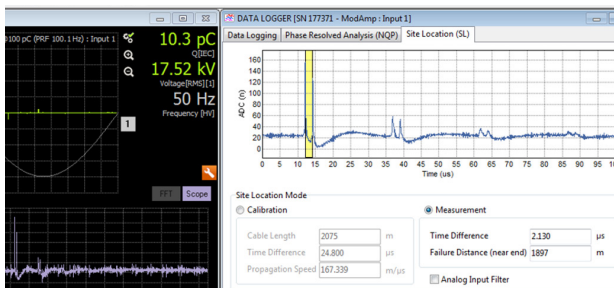 100 pC (PRF 100.1 Hz) : Input 1
10.3 pC
Q[IEC]
17.52 kV
Voltage[RMS][1]
50 Hz
Frequency [HV]
1
FFT Scope
DATA LOGGER [SN 177371 - ModAmp : Input 1]
Data Logging Phase Resolved Analysis (NQP) Site Location (SL)
ADC (n)
160
140
120
100
80
60
40
20
0
0 5 10 15 20 25 30 35 40 45 50 55 60 65 70 75 80 85 90 95
Time (us)
Site Location Mode
Calibration
Cable Length 2075 m
Time Difference 24.800 µs
Propagation Speed 167.339 m/µs
Measurement
Time Difference 2.130 µs
Failure Distance (near end) 1897 m
Analog Input Filter